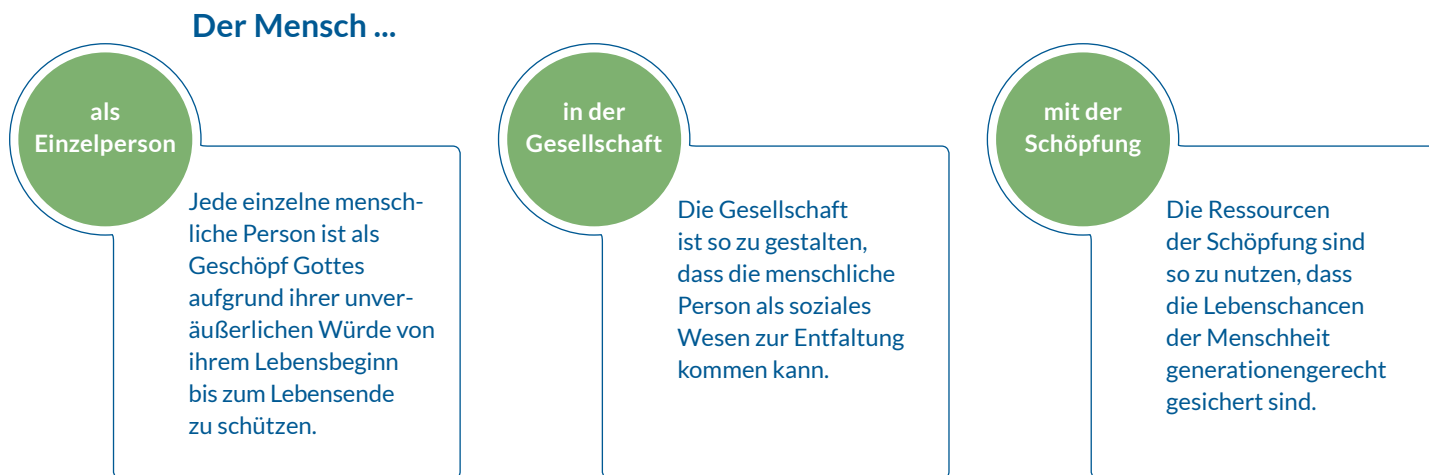 Der Mensch ...
als
Einzelperson
Jede einzelne mensch-
liche Person ist als
Geschöpf Gottes
aufgrund ihrer unver-
äußerlichen Würde von
ihrem Lebensbeginn
bis zum Lebensende
zu schützen.
in der
Gesellschaft
Die Gesellschaft
ist so zu gestalten,
dass die menschliche
Person als soziales
Wesen zur Entfaltung
kommen kann.
mit der
Schöpfung
Die Ressourcen
der Schöpfung sind
so zu nutzen, dass
die Lebenschancen
der Menschheit
generationengerecht
gesichert sind.